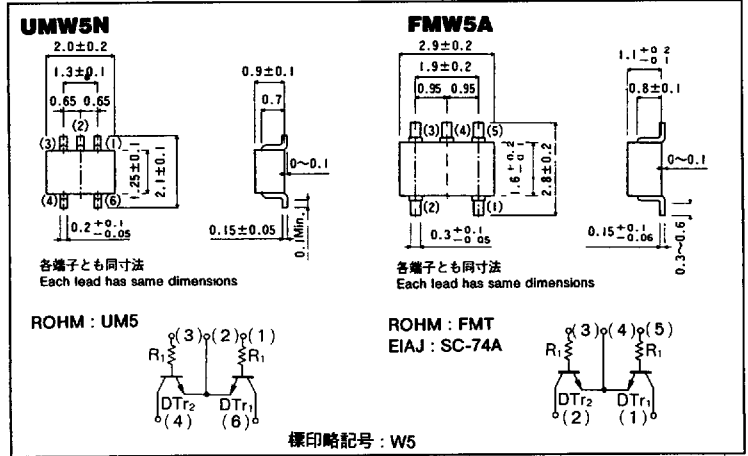 UMW5N
2.0±0.2
1.3±0.1
0.65 0.65
(2)
(3) (1)
(4) (6)
1.25±0.1
2.1±0.1
0.2 +0.1 -0.05
0.9±0.1
0.7
0~0.1
0.15±0.05
0.1Min.
各端子とも同寸法
Each lead has same dimensions
ROHM : UM5
(3) (2) (1)
R1 R1
DTr2 DTr1
(4) (6)
FMW5A
2.9±0.2
1.9±0.2
0.95 0.95
(3) (4) (5)
(2) (1)
1.6 +0.2 -0.1
2.8±0.2
0.3 +0.1 -0.05
1.1 +0.2 -0.1
0.8±0.1
0~0.1
0.15 +0.1 -0.06
0.3~0.6
各端子とも同寸法
Each lead has same dimensions
ROHM : FMT
EIAJ : SC-74A
(3) (4) (5)
R1 R1
DTr2 DTr1
(2) (1)
標印略記号 : W5